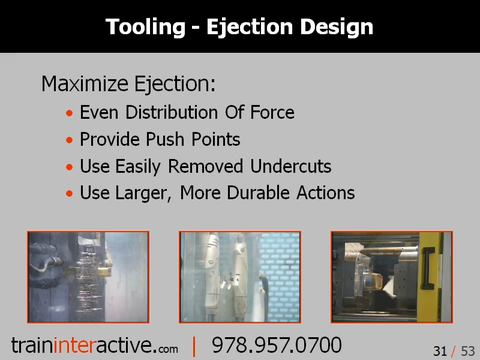 Tooling - Ejection Design
Maximize Ejection:
• Even Distribution Of Force
• Provide Push Points
• Use Easily Removed Undercuts
• Use Larger, More Durable Actions
traininteractive.com | 978.957.0700
31 / 53